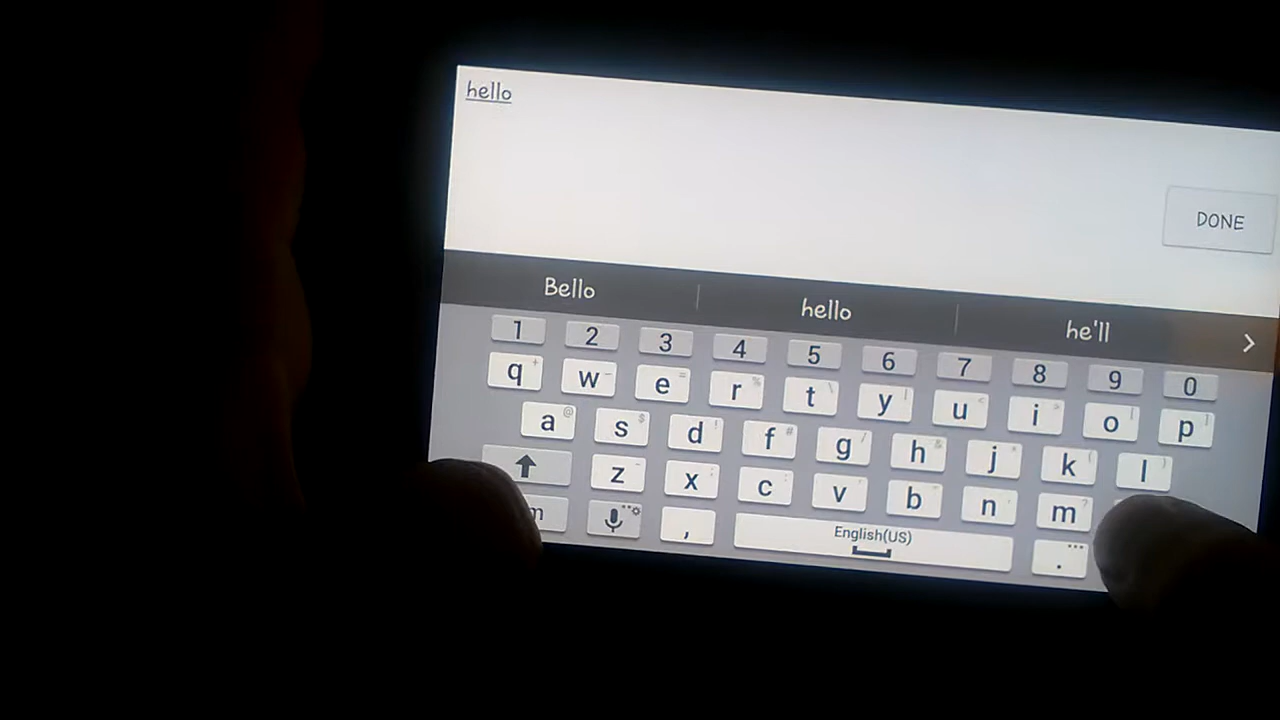 hello
DONE
Bello hello he'll >
1 2 3 4 5 6 7 8 9 0
q w e r t y u i o p
a s d f g h j k l
z x c v b n m
m , English(US) .